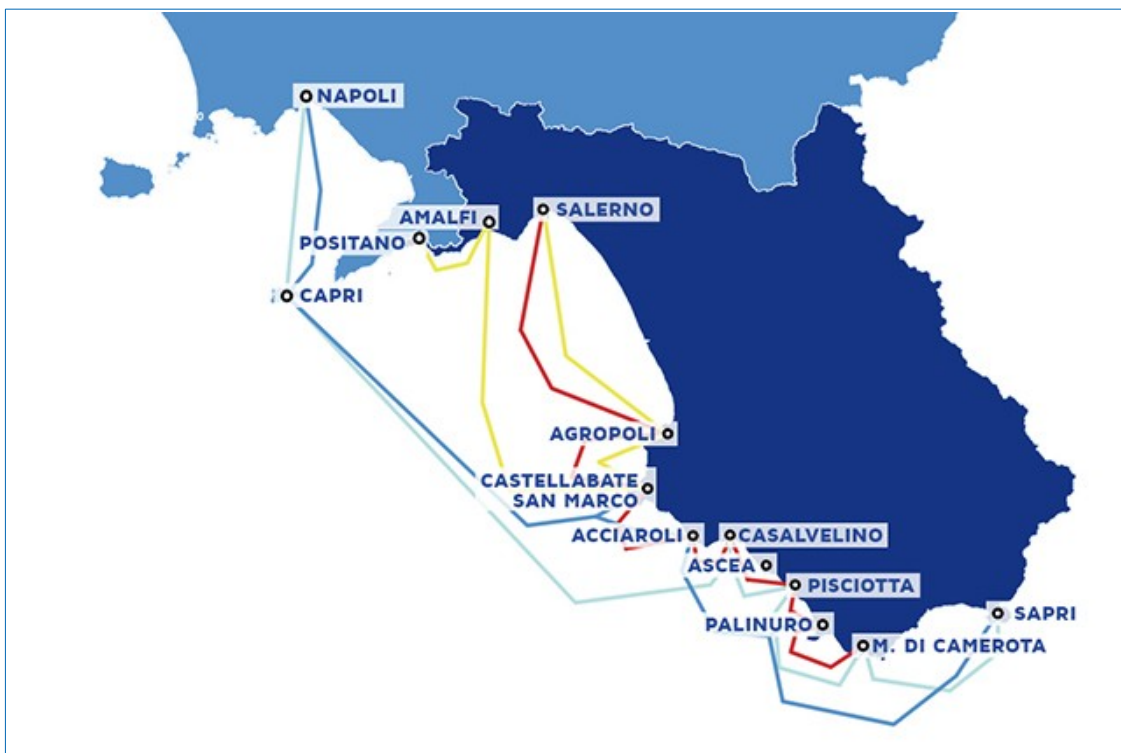 NAPOLI
AMALFI
SALERNO
POSITANO
CAPRI
AGROPOLI
CASTELLABATE
SAN MARCO
ACCIAROLI
CASALVELINO
ASCEA
PISCIOTTA
PALINURO
SAPRI
M. DI CAMEROTA